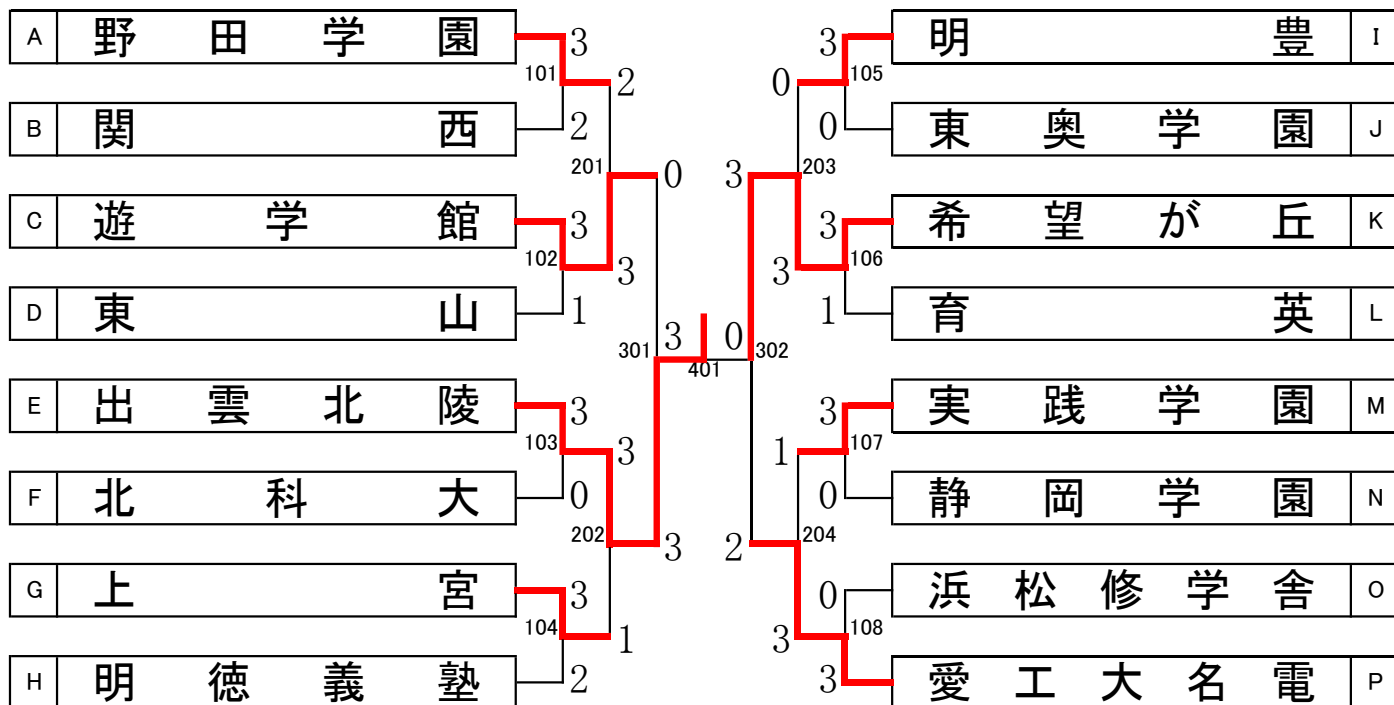 A 野田学園 3 3 明豊 I
101 2 0 105
B 関西 2 0 東奥学園 J
201 0 3 203
C 遊学館 3 3 希望が丘 K
102 3 3 106
D 東山 1 1 育英 L
301 3 401 0 302
E 出雲北陵 3 3 実践学園 M
103 3 1 107
F 北科大 0 0 静岡学園 N
202 3 2 204
G 上宮 3 0 浜松修学舎 O
104 1 3 108
H 明徳義塾 2 3 愛工大名電 P